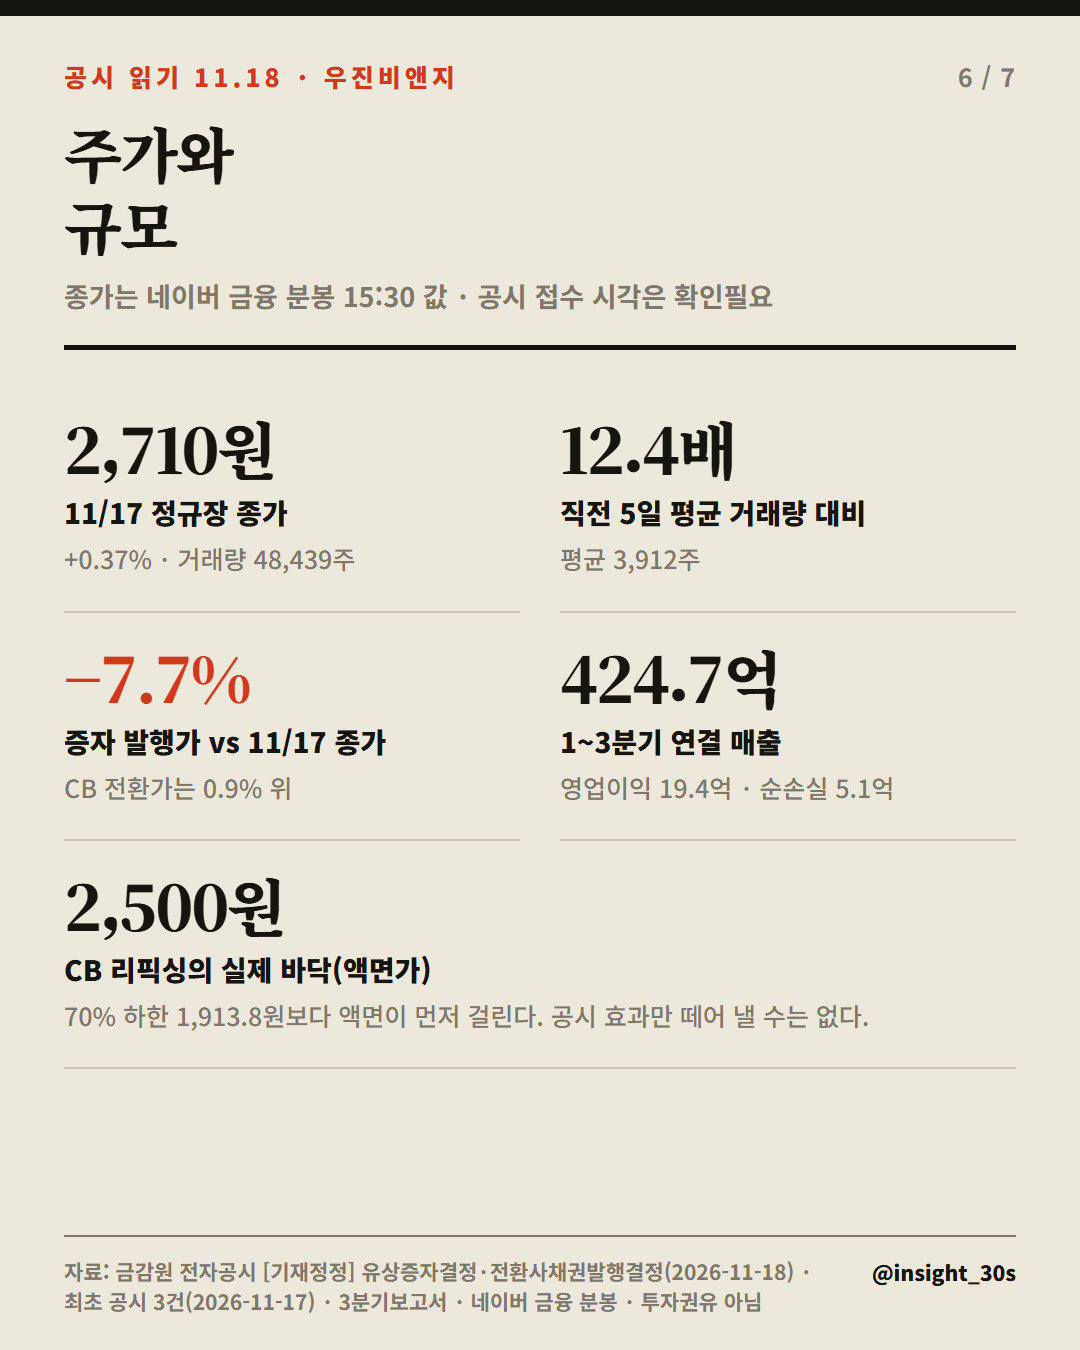 공시 읽기 11.18 · 우진비앤지
6 / 7
주가와
규모
종가는 네이버 금융 분봉 15:30 값 · 공시 접수 시각은 확인필요
2,710원
11/17 정규장 종가
+0.37% · 거래량 48,439주
12.4배
직전 5일 평균 거래량 대비
평균 3,912주
–7.7%
증자 발행가 vs 11/17 종가
CB 전환가는 0.9% 위
424.7억
1~3분기 연결 매출
영업이익 19.4억 · 순손실 5.1억
2,500원
CB 리픽싱의 실제 바닥(액면가)
70% 하한 1,913.8원보다 액면이 먼저 걸린다. 공시 효과만 떼어 낼 수는 없다.
자료: 금감원 전자공시 [기재정정] 유상증자결정·전환사채권발행결정(2026-11-18) ·
최초 공시 3건(2026-11-17) · 3분기보고서 · 네이버 금융 분봉 · 투자권유 아님
@insight_30s